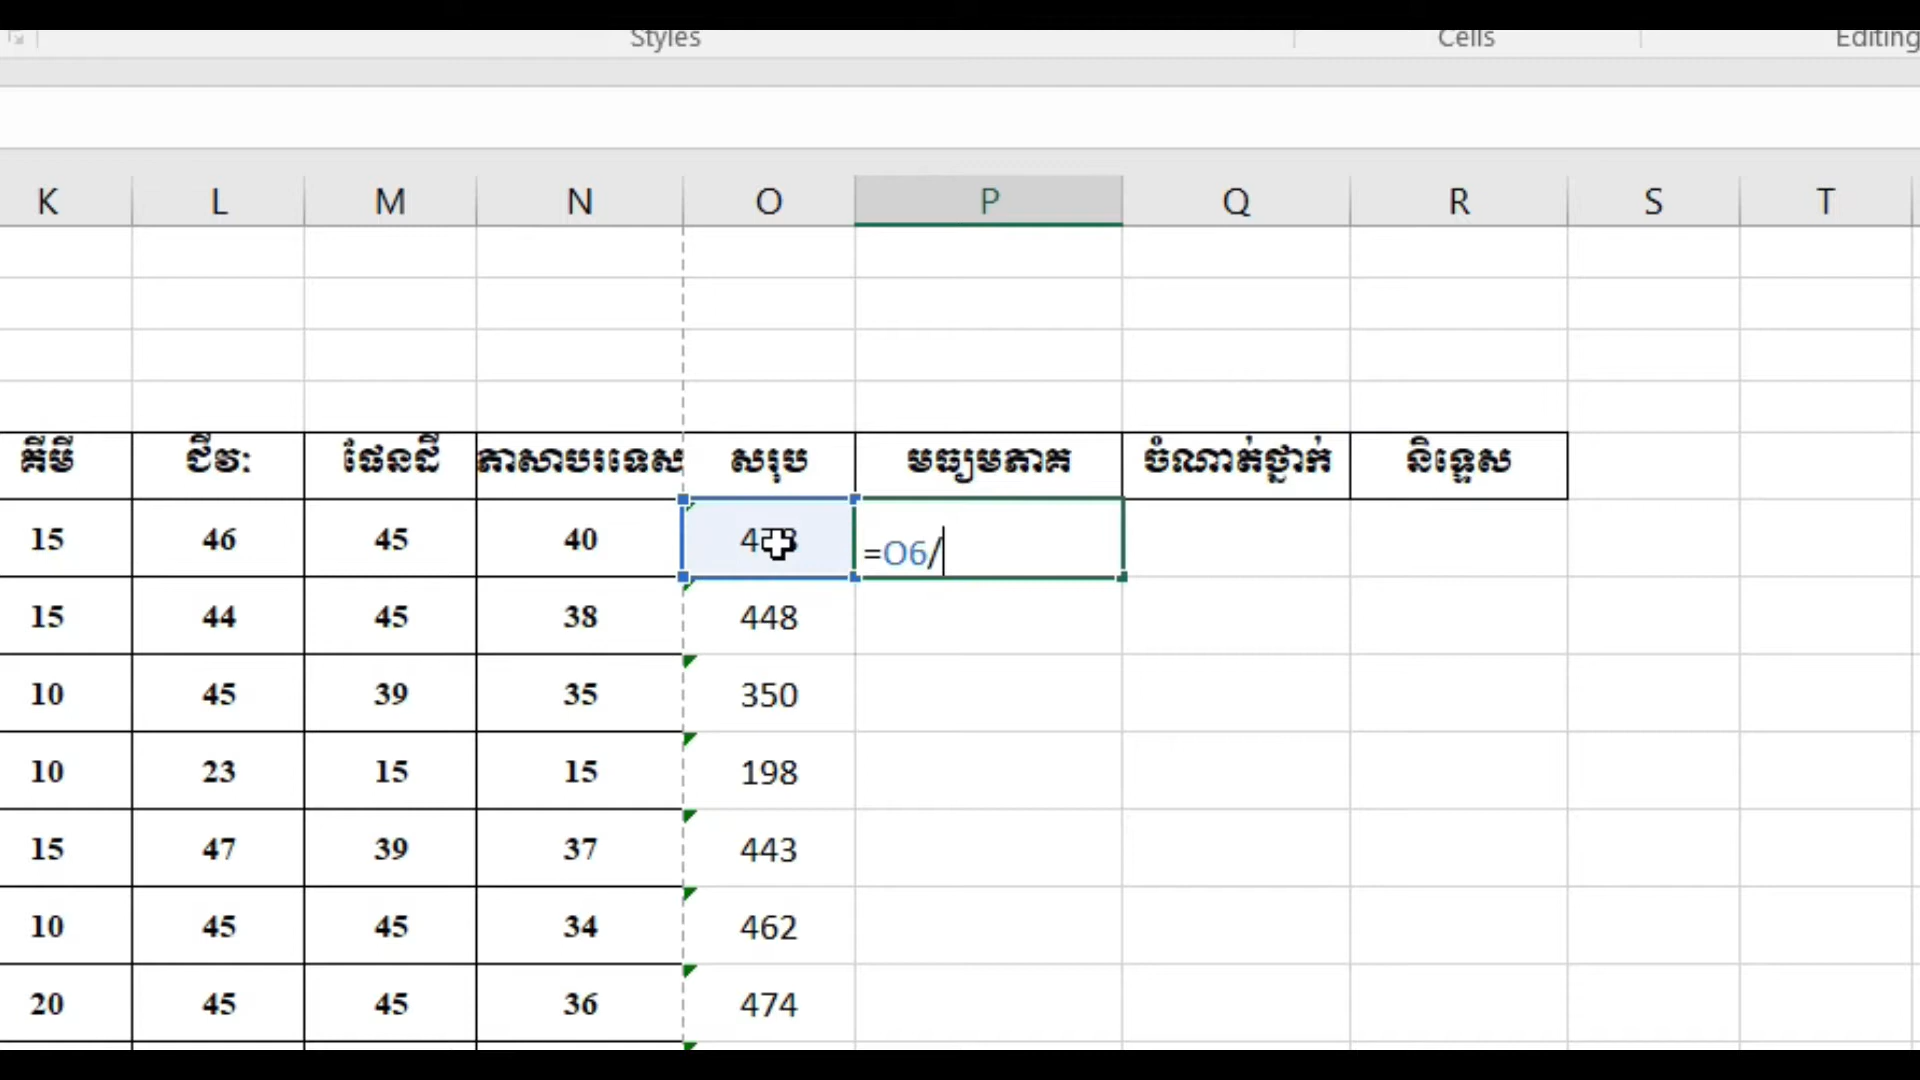 Styles Cells Editing
K L M N O P Q R S T
គីមី ជីវៈ ផែនដី ភាសាបរទេស សរុប មធ្យមភាគ ចំណាត់ថ្នាក់ និទ្ទេស
15 46 45 40 =O6/
15 44 45 38 448
10 45 39 35 350
10 23 15 15 198
15 47 39 37 443
10 45 45 34 462
20 45 45 36 474